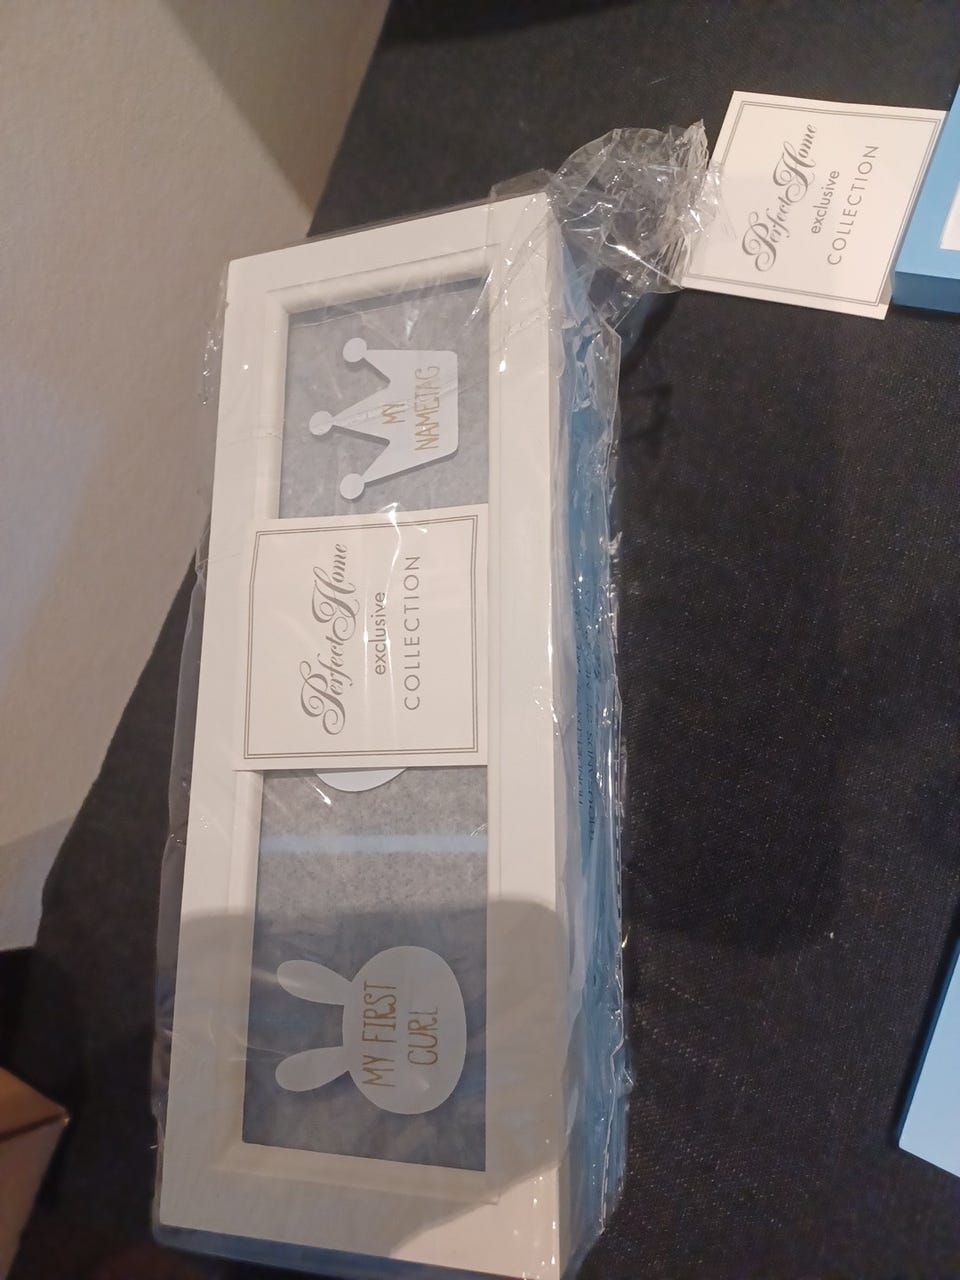 MY
NAMETAG
Perfect Home
exclusive
COLLECTION
MY FIRST
CURL
Perfect Home
exclusive
COLLECTION